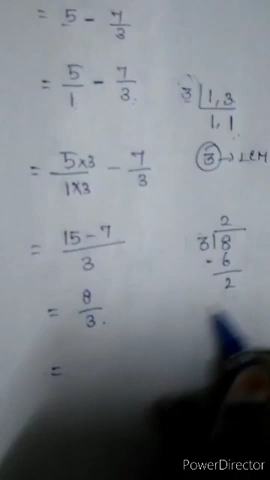 = 5 - 7/3
= 5/1 - 7/3.
3 | 1, 3
1, 1
3 → LCM
= 5×3/1×3 - 7/3
= 15-7/3
2
3 | 8
- 6
2
= 8/3.
=
PowerDirector